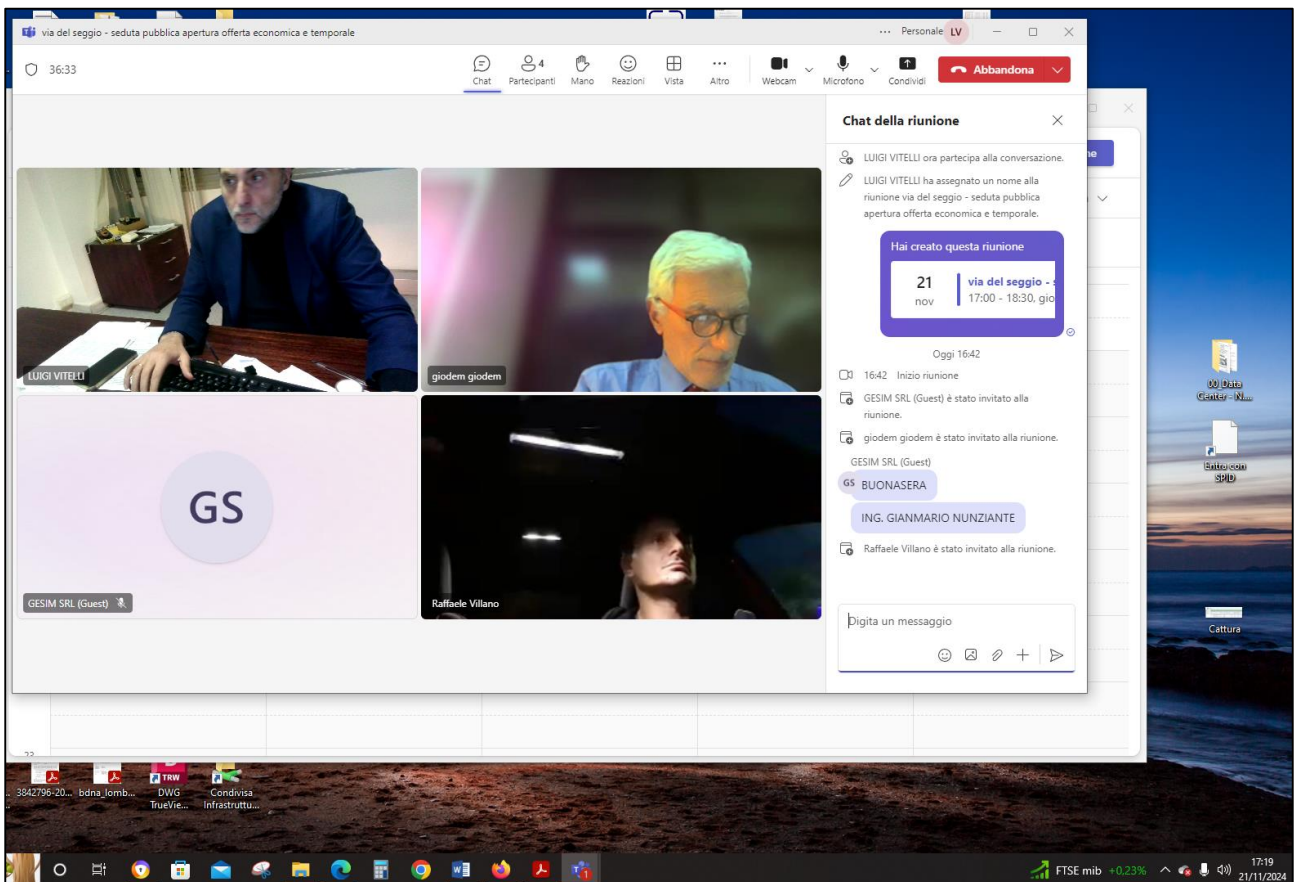 via del seggio - seduta pubblica apertura offerta economica e temporale
Personale LV
36:33
Chat
4
Partecipanti
Mano
Reazioni
Vista
Altro
Webcam
Microfono
Condividi
Abbandona
Chat della riunione
LUIGI VITELLI ora partecipa alla conversazione.
LUIGI VITELLI ha assegnato un nome alla
riunione via del seggio - seduta pubblica
apertura offerta economica e temporale.
Hai creato questa riunione
21
nov
via del seggio -
17:00 - 18:30, gio
Oggi 16:42
16:42 Inizio riunione
GESIM SRL (Guest) è stato invitato alla
riunione.
giodem giodem è stato invitato alla riunione.
GESIM SRL (Guest)
GS
BUONASERA
ING. GIANMARIO NUNZIANTE
Raffaele Villano è stato invitato alla riunione.
Digita un messaggio
LUIGI VITELLI
giodem giodem
GS
GESIM SRL (Guest)
Raffaele Villano
00_Data
Center - N...
Entra con
SPID
Cattura
23
3842796-20...
bdna_lomb...
TRW
DWG
TrueVie...
Condivisa
Infrastruttu...
FTSE mib +0,23%
17:19
21/11/2024